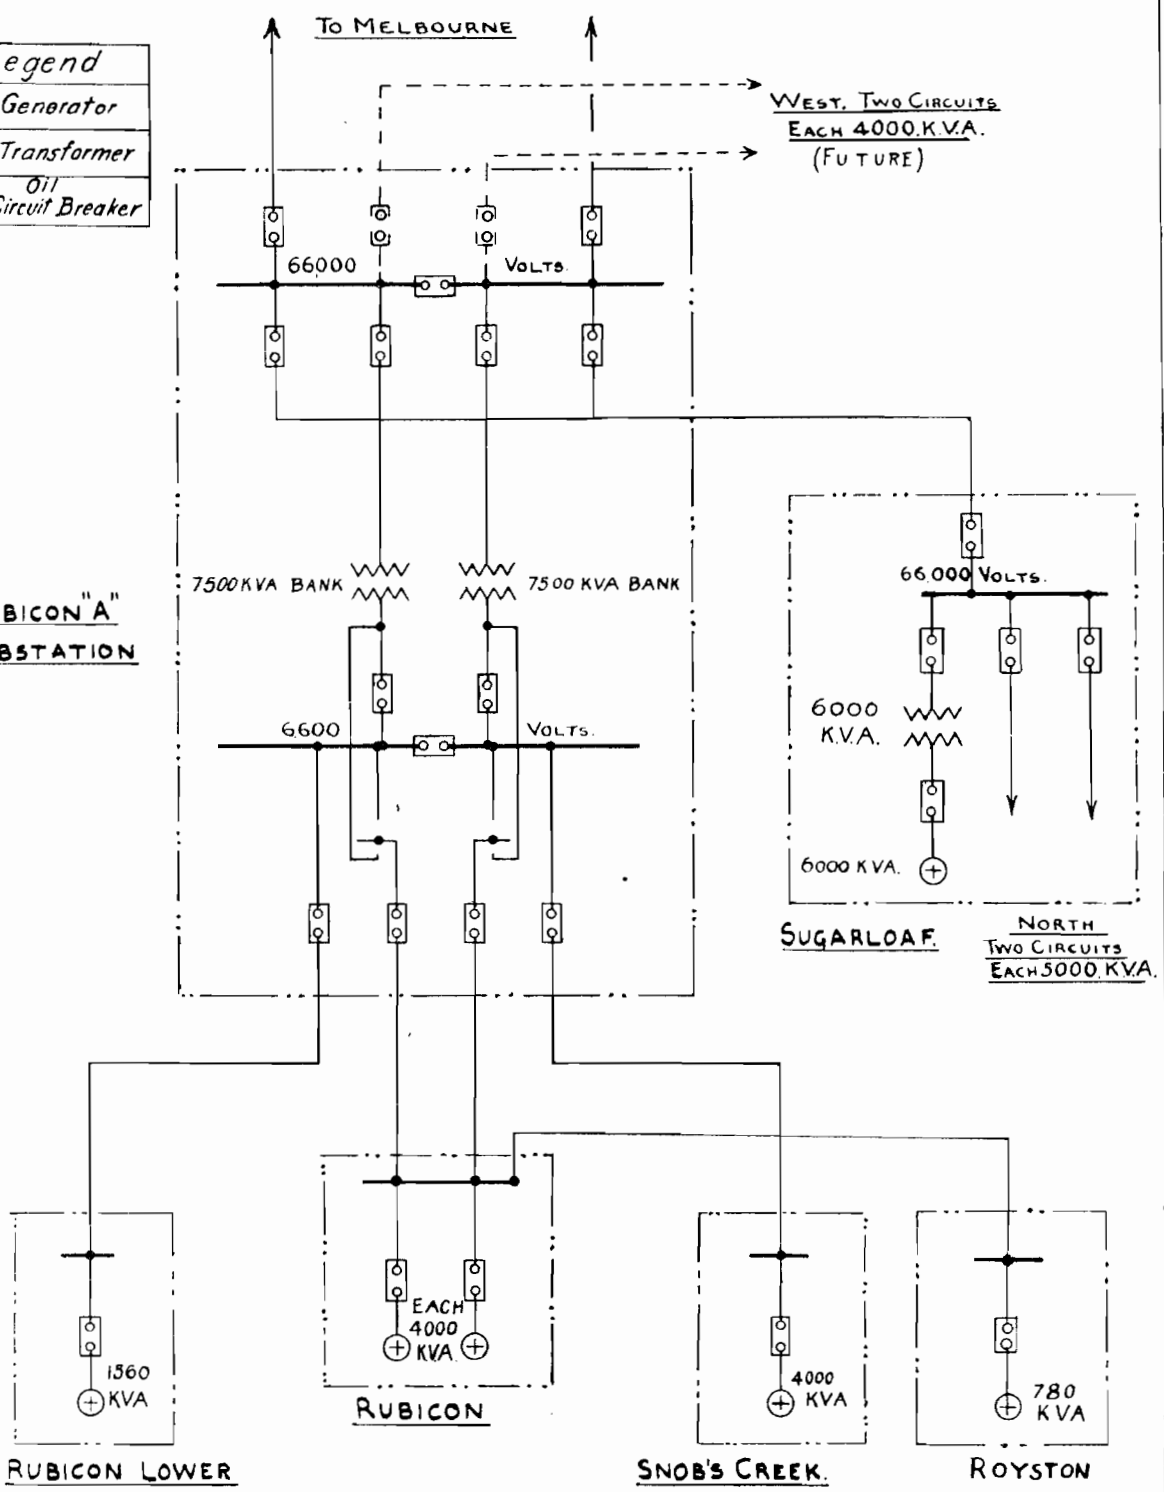 To MELBOURNE
egend
Generator
Transformer
Oil
Circuit Breaker
WEST. TWO CIRCUITS
EACH 4000.K.V.A.
(FUTURE)
66000 VOLTS.
7500 KVA BANK
7500 KVA BANK
BICON "A"
BSTATION
6600 VOLTS.
66,000 VOLTS.
6000
K.V.A.
6000 KVA.
SUGARLOAF.
NORTH
TWO CIRCUITS
EACH 5000. KVA.
EACH
4000
KVA
RUBICON
1360
KVA
RUBICON LOWER
4000
KVA
SNOB'S CREEK.
780
KVA
ROYSTON